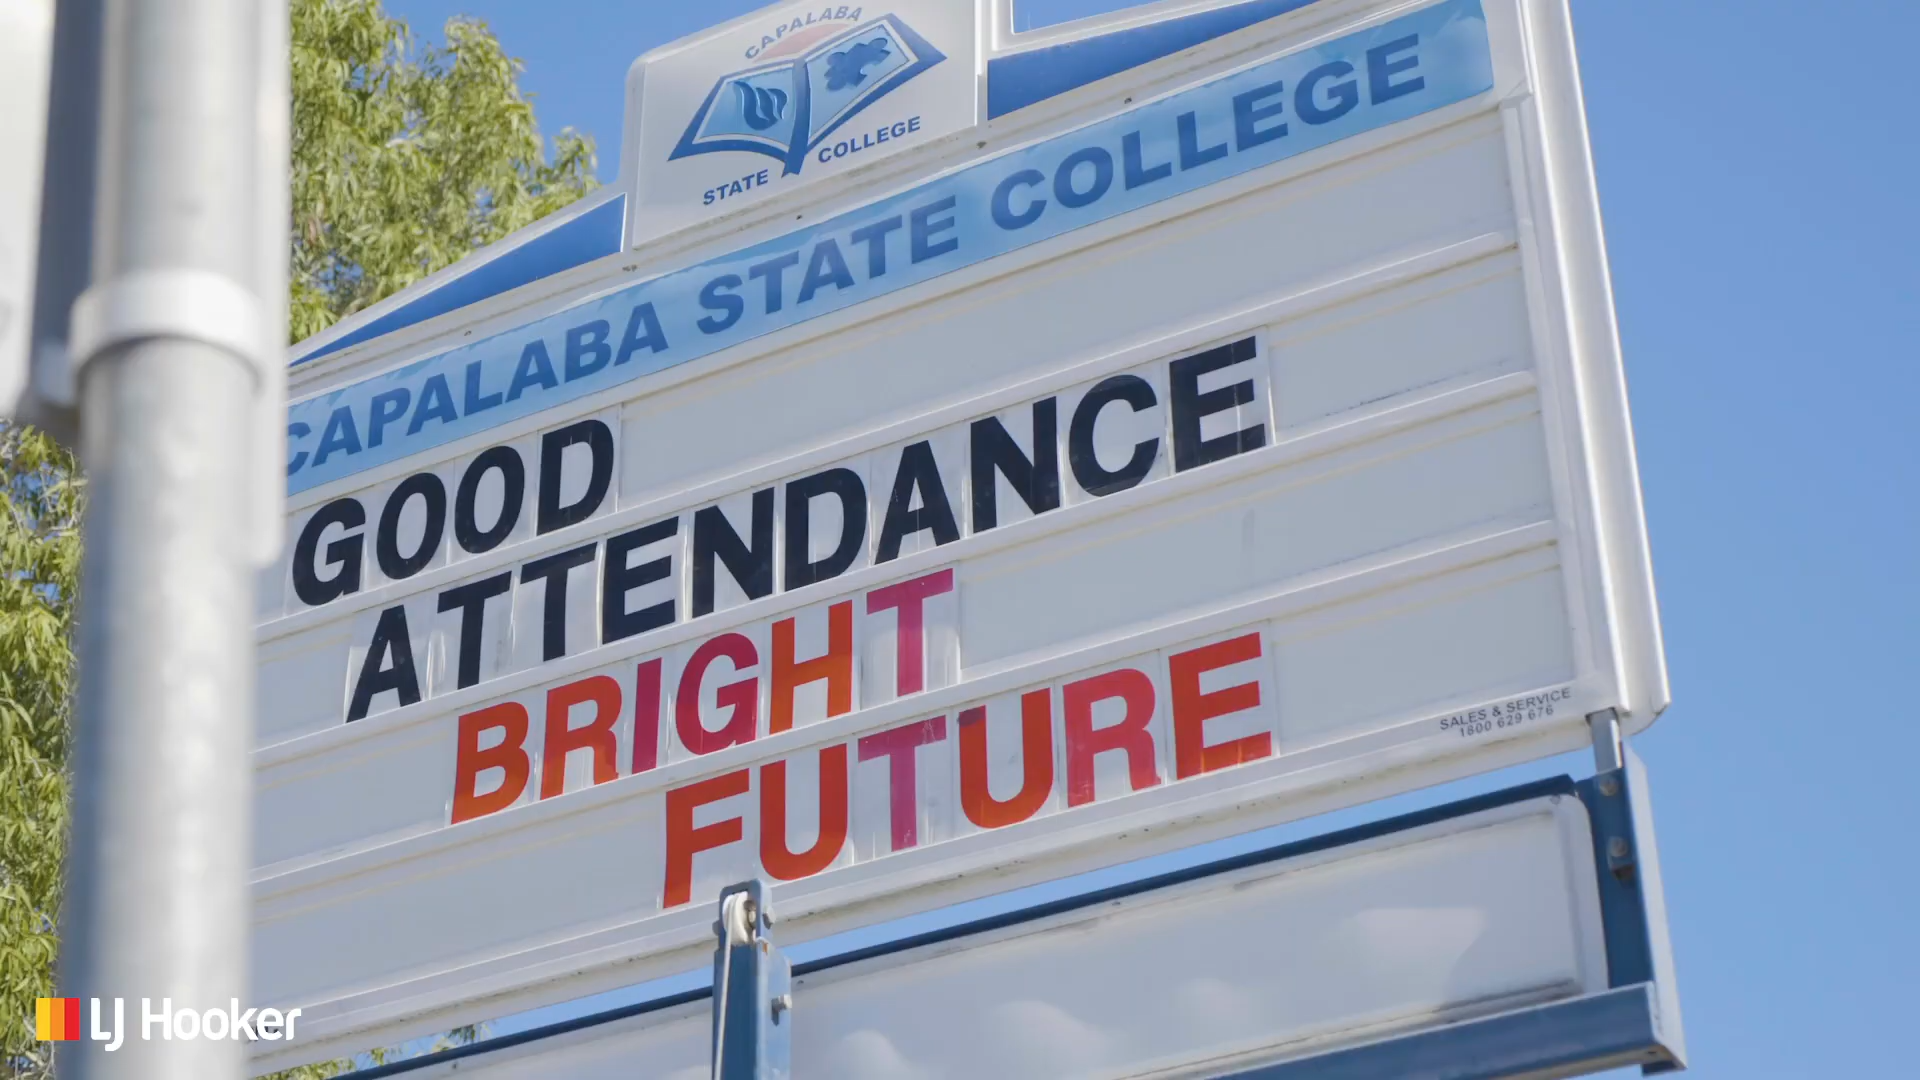 CAPALABA
STATE COLLEGE
CAPALABA STATE COLLEGE
GOOD
ATTENDANCE
BRIGHT
FUTURE
SALES & SERVICE
1800 629 676
LJ Hooker